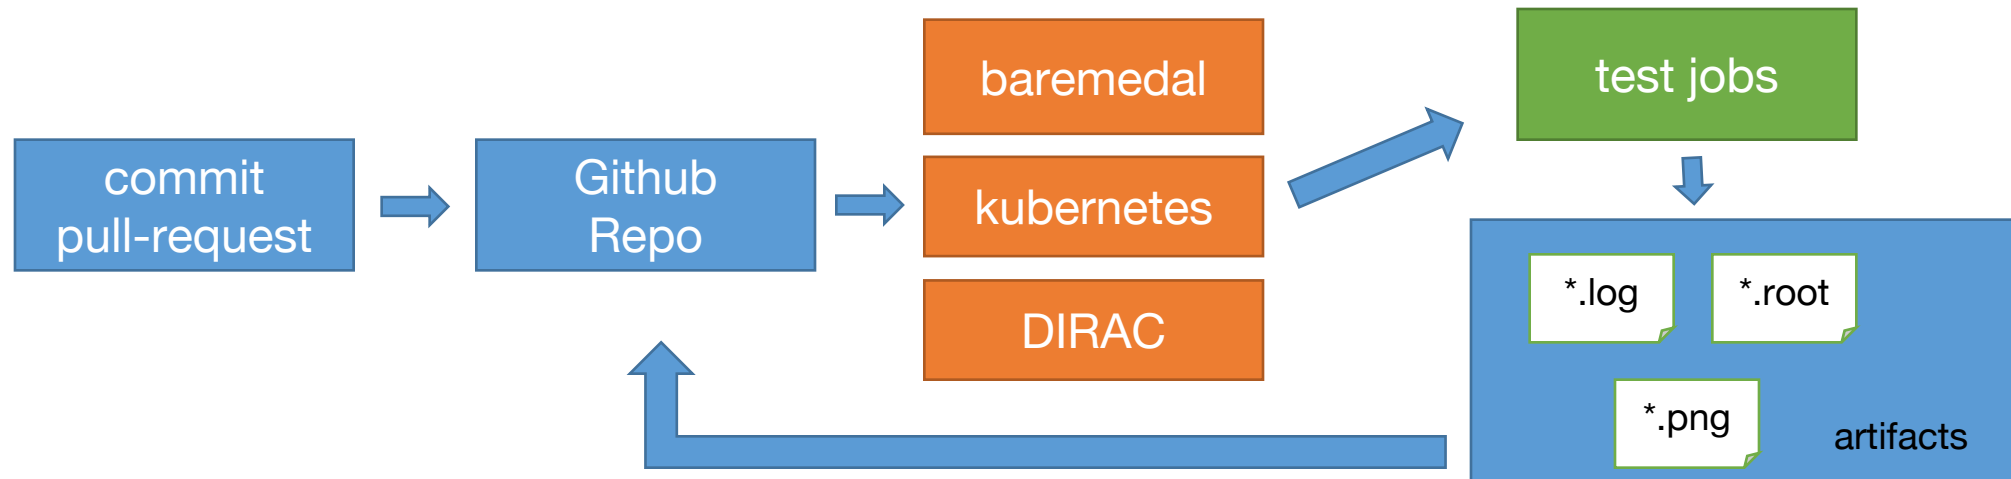 commit
pull-request
Github
Repo
baremedal
kubernetes
DIRAC
test jobs
*.log
*.root
*.png
artifacts